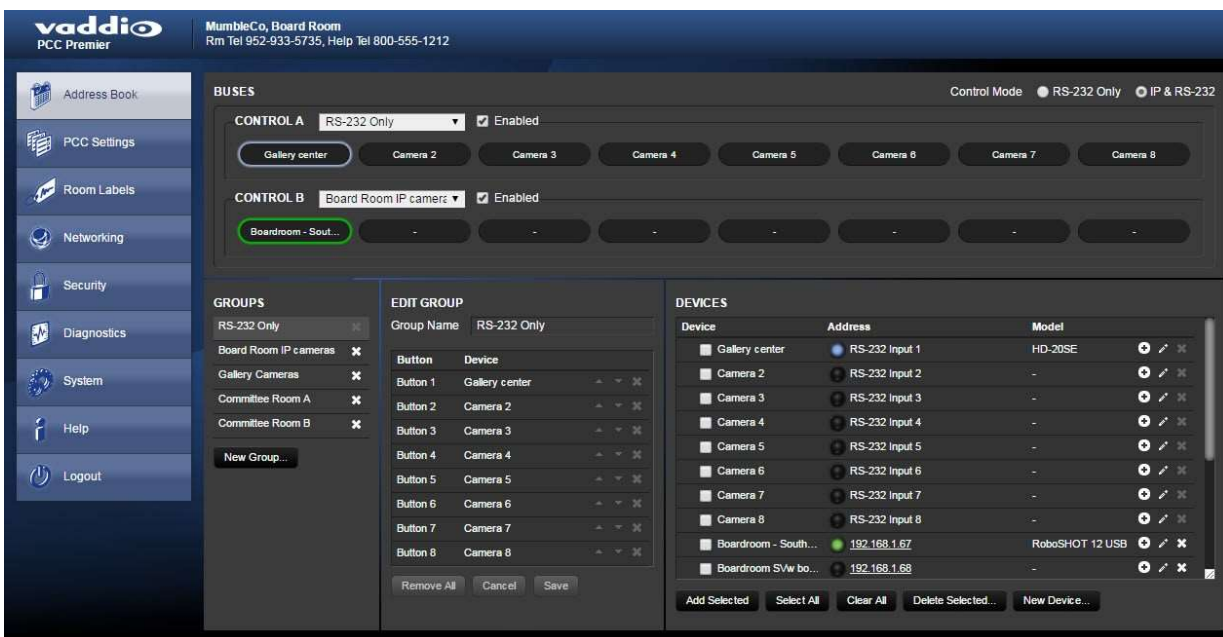 vaddio
PCC Premier
MumbleCo, Board Room
Rm Tel 952-933-5735, Help Tel 800-555-1212
Address Book
PCC Settings
Room Labels
Networking
Security
Diagnostics
System
Help
Logout
BUSES
Control Mode RS-232 Only IP & RS-232
CONTROL A RS-232 Only Enabled
Gallery center Camera 2 Camera 3 Camera 4 Camera 5 Camera 6 Camera 7 Camera 8
CONTROL B Board Room IP camera Enabled
Boardroom - Sout... - - - - - - -
GROUPS
RS-232 Only
Board Room IP cameras
Gallery Cameras
Committee Room A
Committee Room B
New Group...
EDIT GROUP
Group Name RS-232 Only
Button Device
Button 1 Gallery center
Button 2 Camera 2
Button 3 Camera 3
Button 4 Camera 4
Button 5 Camera 5
Button 6 Camera 6
Button 7 Camera 7
Button 8 Camera 8
Remove All Cancel Save
DEVICES
Device Address Model
Gallery center RS-232 Input 1 HD-20SE
Camera 2 RS-232 Input 2 -
Camera 3 RS-232 Input 3 -
Camera 4 RS-232 Input 4 -
Camera 5 RS-232 Input 5 -
Camera 6 RS-232 Input 6 -
Camera 7 RS-232 Input 7 -
Camera 8 RS-232 Input 8 -
Boardroom - South... 192.168.1.67 RoboSHOT 12 USB
Boardroom SVw bo... 192.168.1.68 -
Add Selected Select All Clear All Delete Selected... New Device...